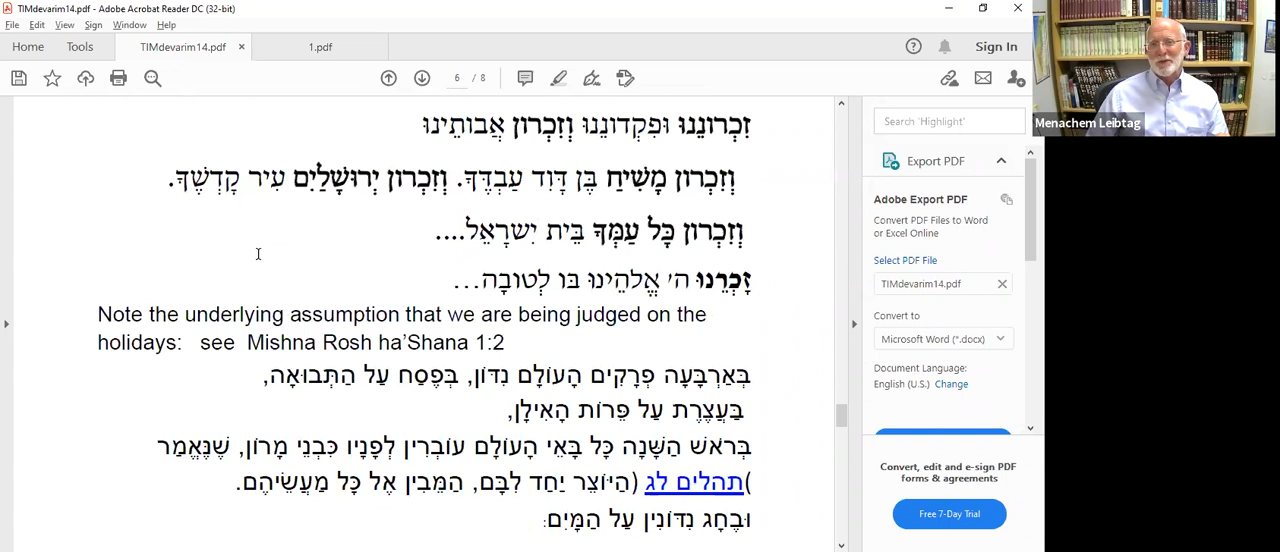 TIMdevarim14.pdf - Adobe Acrobat Reader DC (32-bit)
File Edit View Sign Window Help
Home Tools TIMdevarim14.pdf × 1.pdf Sign In
6 / 8
Menachem Leibtag
זִכְרוֹנֵנוּ וּפִקְדוֹנֵנוּ וְזִכְרוֹן אֲבוֹתֵינוּ
וְזִכְרוֹן מָשִׁיחַ בֶּן דָּוִד עַבְדֶּךָ. וְזִכְרוֹן יְרוּשָׁלַיִם עִיר קָדְשֶׁךָ.
וְזִכְרוֹן כָּל עַמְּךָ בֵּית יִשרָאֵל....
זָכְרֵנוּ ה' אֱלֹהֵינוּ בּוֹ לְטוֹבָה...
Note the underlying assumption that we are being judged on the
holidays: see Mishna Rosh ha'Shana 1:2
בְּאַרְבָּעָה פְרָקִים הָעוֹלָם נִדּוֹן, בְּפֶסַח עַל הַתְּבוּאָה,
בַּעֲצֶרֶת עַל פֵּרוֹת הָאִילָן,
בְּרֹאשׁ הַשָּׁנָה כָּל בָּאֵי הָעוֹלָם עוֹבְרִין לְפָנָיו כִּבְנֵי מָרוֹן, שֶׁנֶּאֱמַר
)תהלים לג( הַיּוֹצֵר יַחַד לִבָּם, הַמֵּבִין אֶל כָּל מַעֲשֵׂיהֶם.
וּבֶחָג נִדּוֹנִין עַל הַמָּיִם:
Search 'Highlight'
Export PDF
Adobe Export PDF
Convert PDF Files to Word
or Excel Online
Select PDF File
TIMdevarim14.pdf ×
Convert to
Microsoft Word (*.docx)
Document Language:
English (U.S.) Change
Convert, edit and e-sign PDF
forms & agreements
Free 7-Day Trial